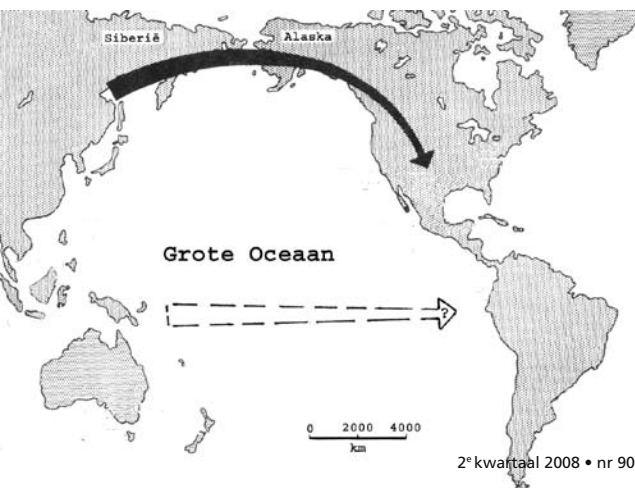 Siberië
Alaska
Grote Oceaan
?
0 2000 4000
km
2e kwartaal 2008 • nr 90